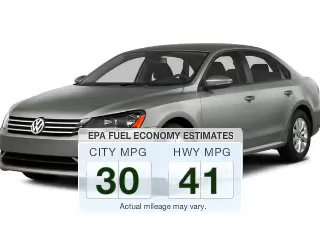 EPA FUEL ECONOMY ESTIMATES
CITY MPG HWY MPG
30 41
Actual mileage may vary.